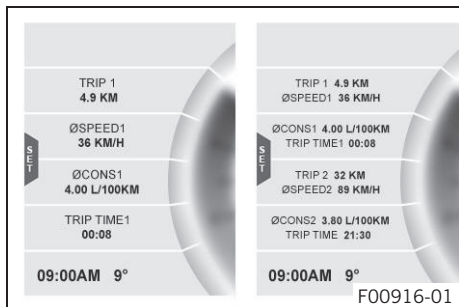 TRIP 1
4.9 KM
ØSPEED1
36 KM/H
SET
ØCONS1
4.00 L/100KM
TRIP TIME1
00:08
09:00AM 9°
TRIP 1 4.9 KM
ØSPEED1 36 KM/H
ØCONS1 4.00 L/100KM
TRIP TIME1 00:08
SET
TRIP 2 32 KM
ØSPEED2 89 KM/H
ØCONS2 3.80 L/100KM
TRIP TIME 21:30
09:00AM 9°
F00916-01